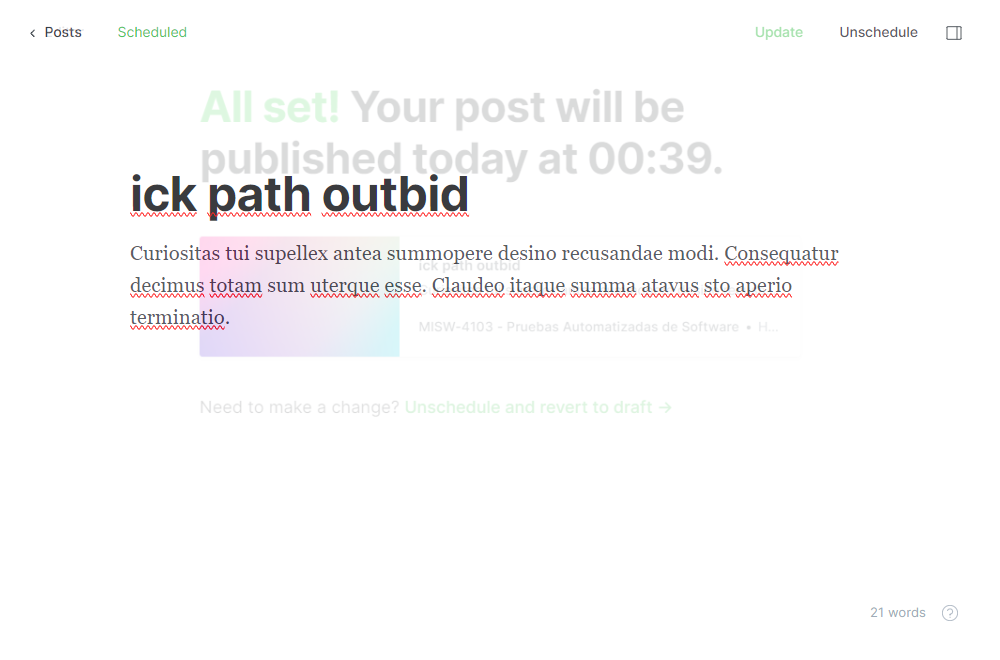 Posts
Scheduled
Update
Unschedule
All set! Your post will be
published today at 00:39.
ick path outbid
Curiositas tui supellex antea summopere desino recusandae modi. Consequatur
decimus totam sum uterque esse. Claudeo itaque summa atavus sto aperio
terminatio.
ick path outbid
MISW-4103 - Pruebas Automatizadas de Software • H...
Need to make a change? Unschedule and revert to draft →
21 words